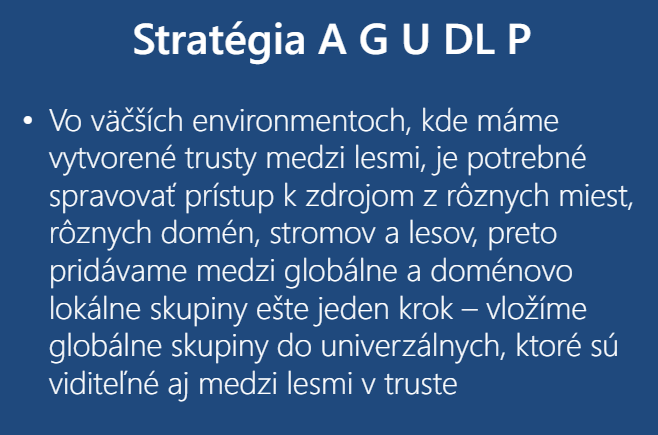 Stratégia A G U DL P
• Vo väčších environmentoch, kde máme
vytvorené trusty medzi lesmi, je potrebné
spravovať prístup k zdrojom z rôznych miest,
rôznych domén, stromov a lesov, preto
pridávame medzi globálne a doménovo
lokálne skupiny ešte jeden krok – vložíme
globálne skupiny do univerzálnych, ktoré sú
viditeľné aj medzi lesmi v truste